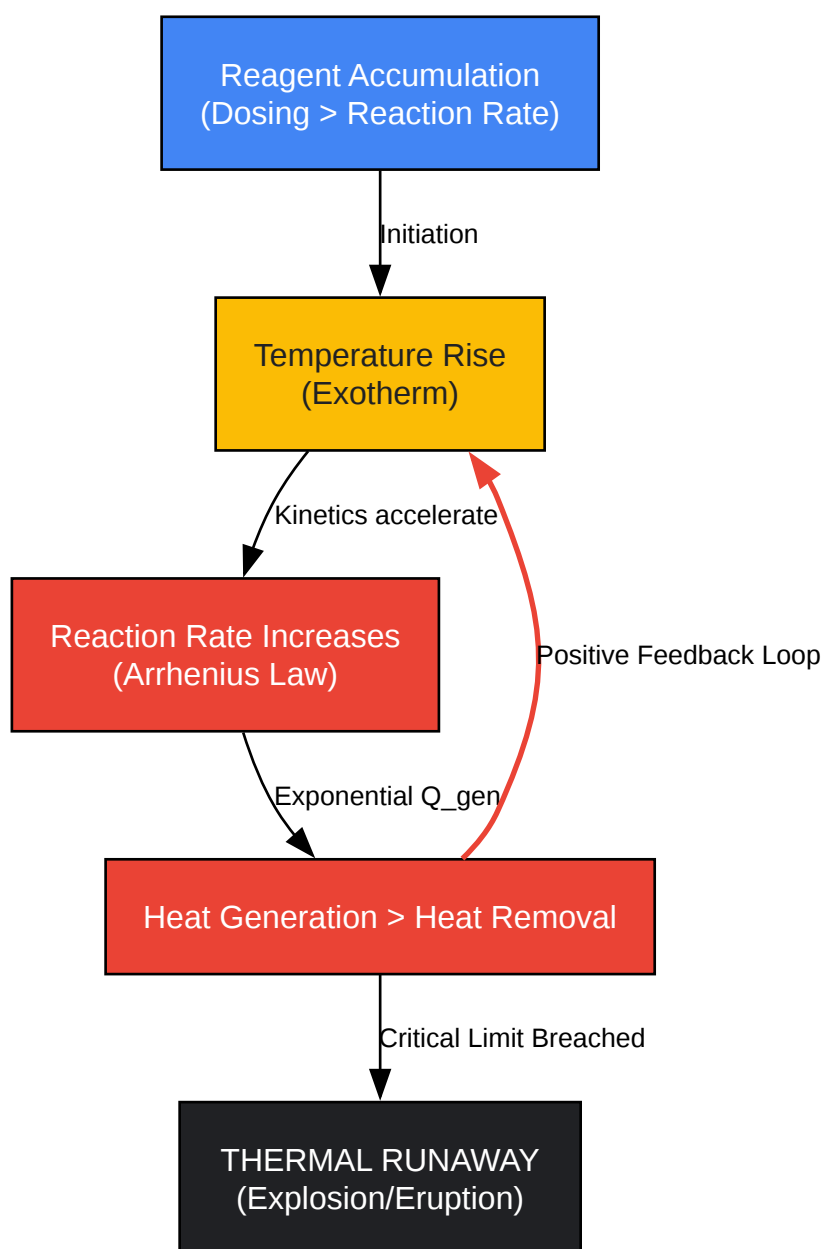 Reagent Accumulation
(Dosing > Reaction Rate)
Initiation
Temperature Rise
(Exotherm)
Kinetics accelerate
Reaction Rate Increases
(Arrhenius Law)
Positive Feedback Loop
Exponential Q_gen
Heat Generation > Heat Removal
Critical Limit Breached
THERMAL RUNAWAY
(Explosion/Eruption)